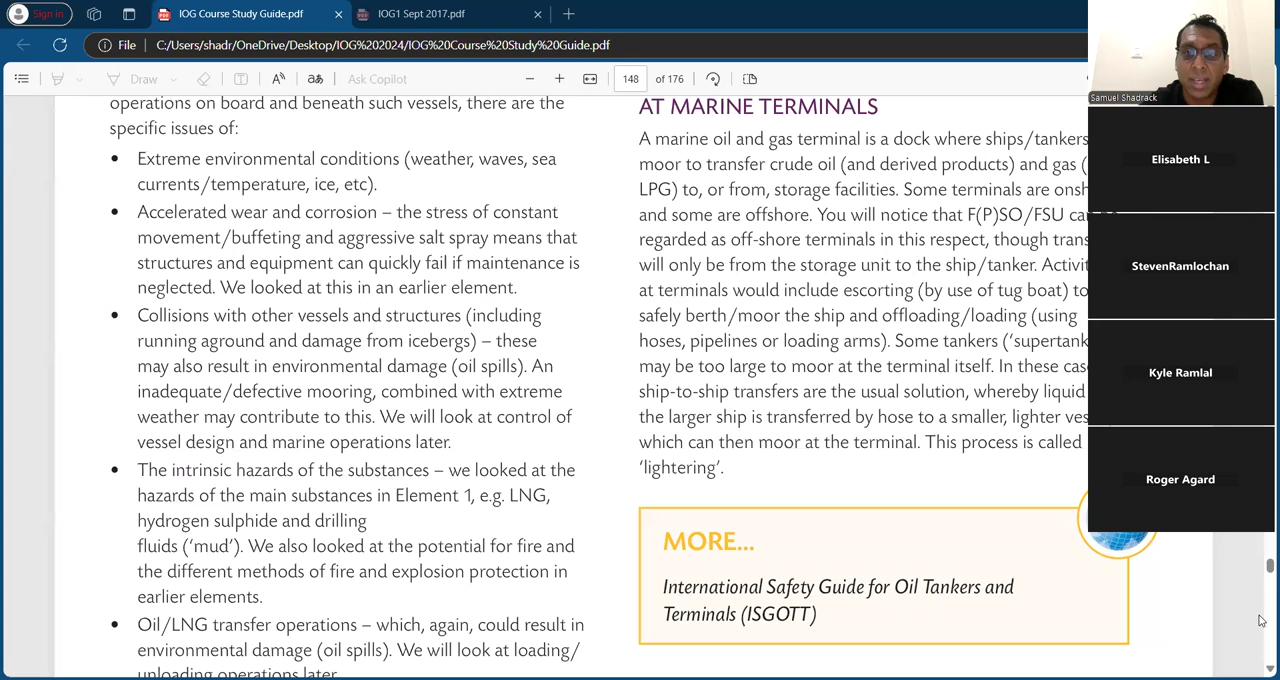 Sign in
IOG Course Study Guide.pdf
IOG1 Sept 2017.pdf
File
C:/Users/shadr/OneDrive/Desktop/IOG%202024/IOG%20Course%20Study%20Guide.pdf
Draw
Ask Copilot
148 of 176
operations on board and beneath such vessels, there are the
specific issues of:
• Extreme environmental conditions (weather, waves, sea
currents/temperature, ice, etc).
• Accelerated wear and corrosion – the stress of constant
movement/buffeting and aggressive salt spray means that
structures and equipment can quickly fail if maintenance is
neglected. We looked at this in an earlier element.
• Collisions with other vessels and structures (including
running aground and damage from icebergs) – these
may also result in environmental damage (oil spills). An
inadequate/defective mooring, combined with extreme
weather may contribute to this. We will look at control of
vessel design and marine operations later.
• The intrinsic hazards of the substances – we looked at the
hazards of the main substances in Element 1, e.g. LNG,
hydrogen sulphide and drilling
fluids (‘mud’). We also looked at the potential for fire and
the different methods of fire and explosion protection in
earlier elements.
• Oil/LNG transfer operations – which, again, could result in
environmental damage (oil spills). We will look at loading/
unloading operations later.
AT MARINE TERMINALS
A marine oil and gas terminal is a dock where ships/tankers
moor to transfer crude oil (and derived products) and gas (
LPG) to, or from, storage facilities. Some terminals are onsh
and some are offshore. You will notice that F(P)SO/FSU can
regarded as off-shore terminals in this respect, though trans
will only be from the storage unit to the ship/tanker. Activit
at terminals would include escorting (by use of tug boat) to
safely berth/moor the ship and offloading/loading (using
hoses, pipelines or loading arms). Some tankers (‘supertank
may be too large to moor at the terminal itself. In these cas
ship-to-ship transfers are the usual solution, whereby liquid
the larger ship is transferred by hose to a smaller, lighter ves
which can then moor at the terminal. This process is called
‘lightering’.
MORE...
International Safety Guide for Oil Tankers and
Terminals (ISGOTT)
Samuel Shadrack
Elisabeth L
StevenRamlochan
Kyle Ramlal
Roger Agard